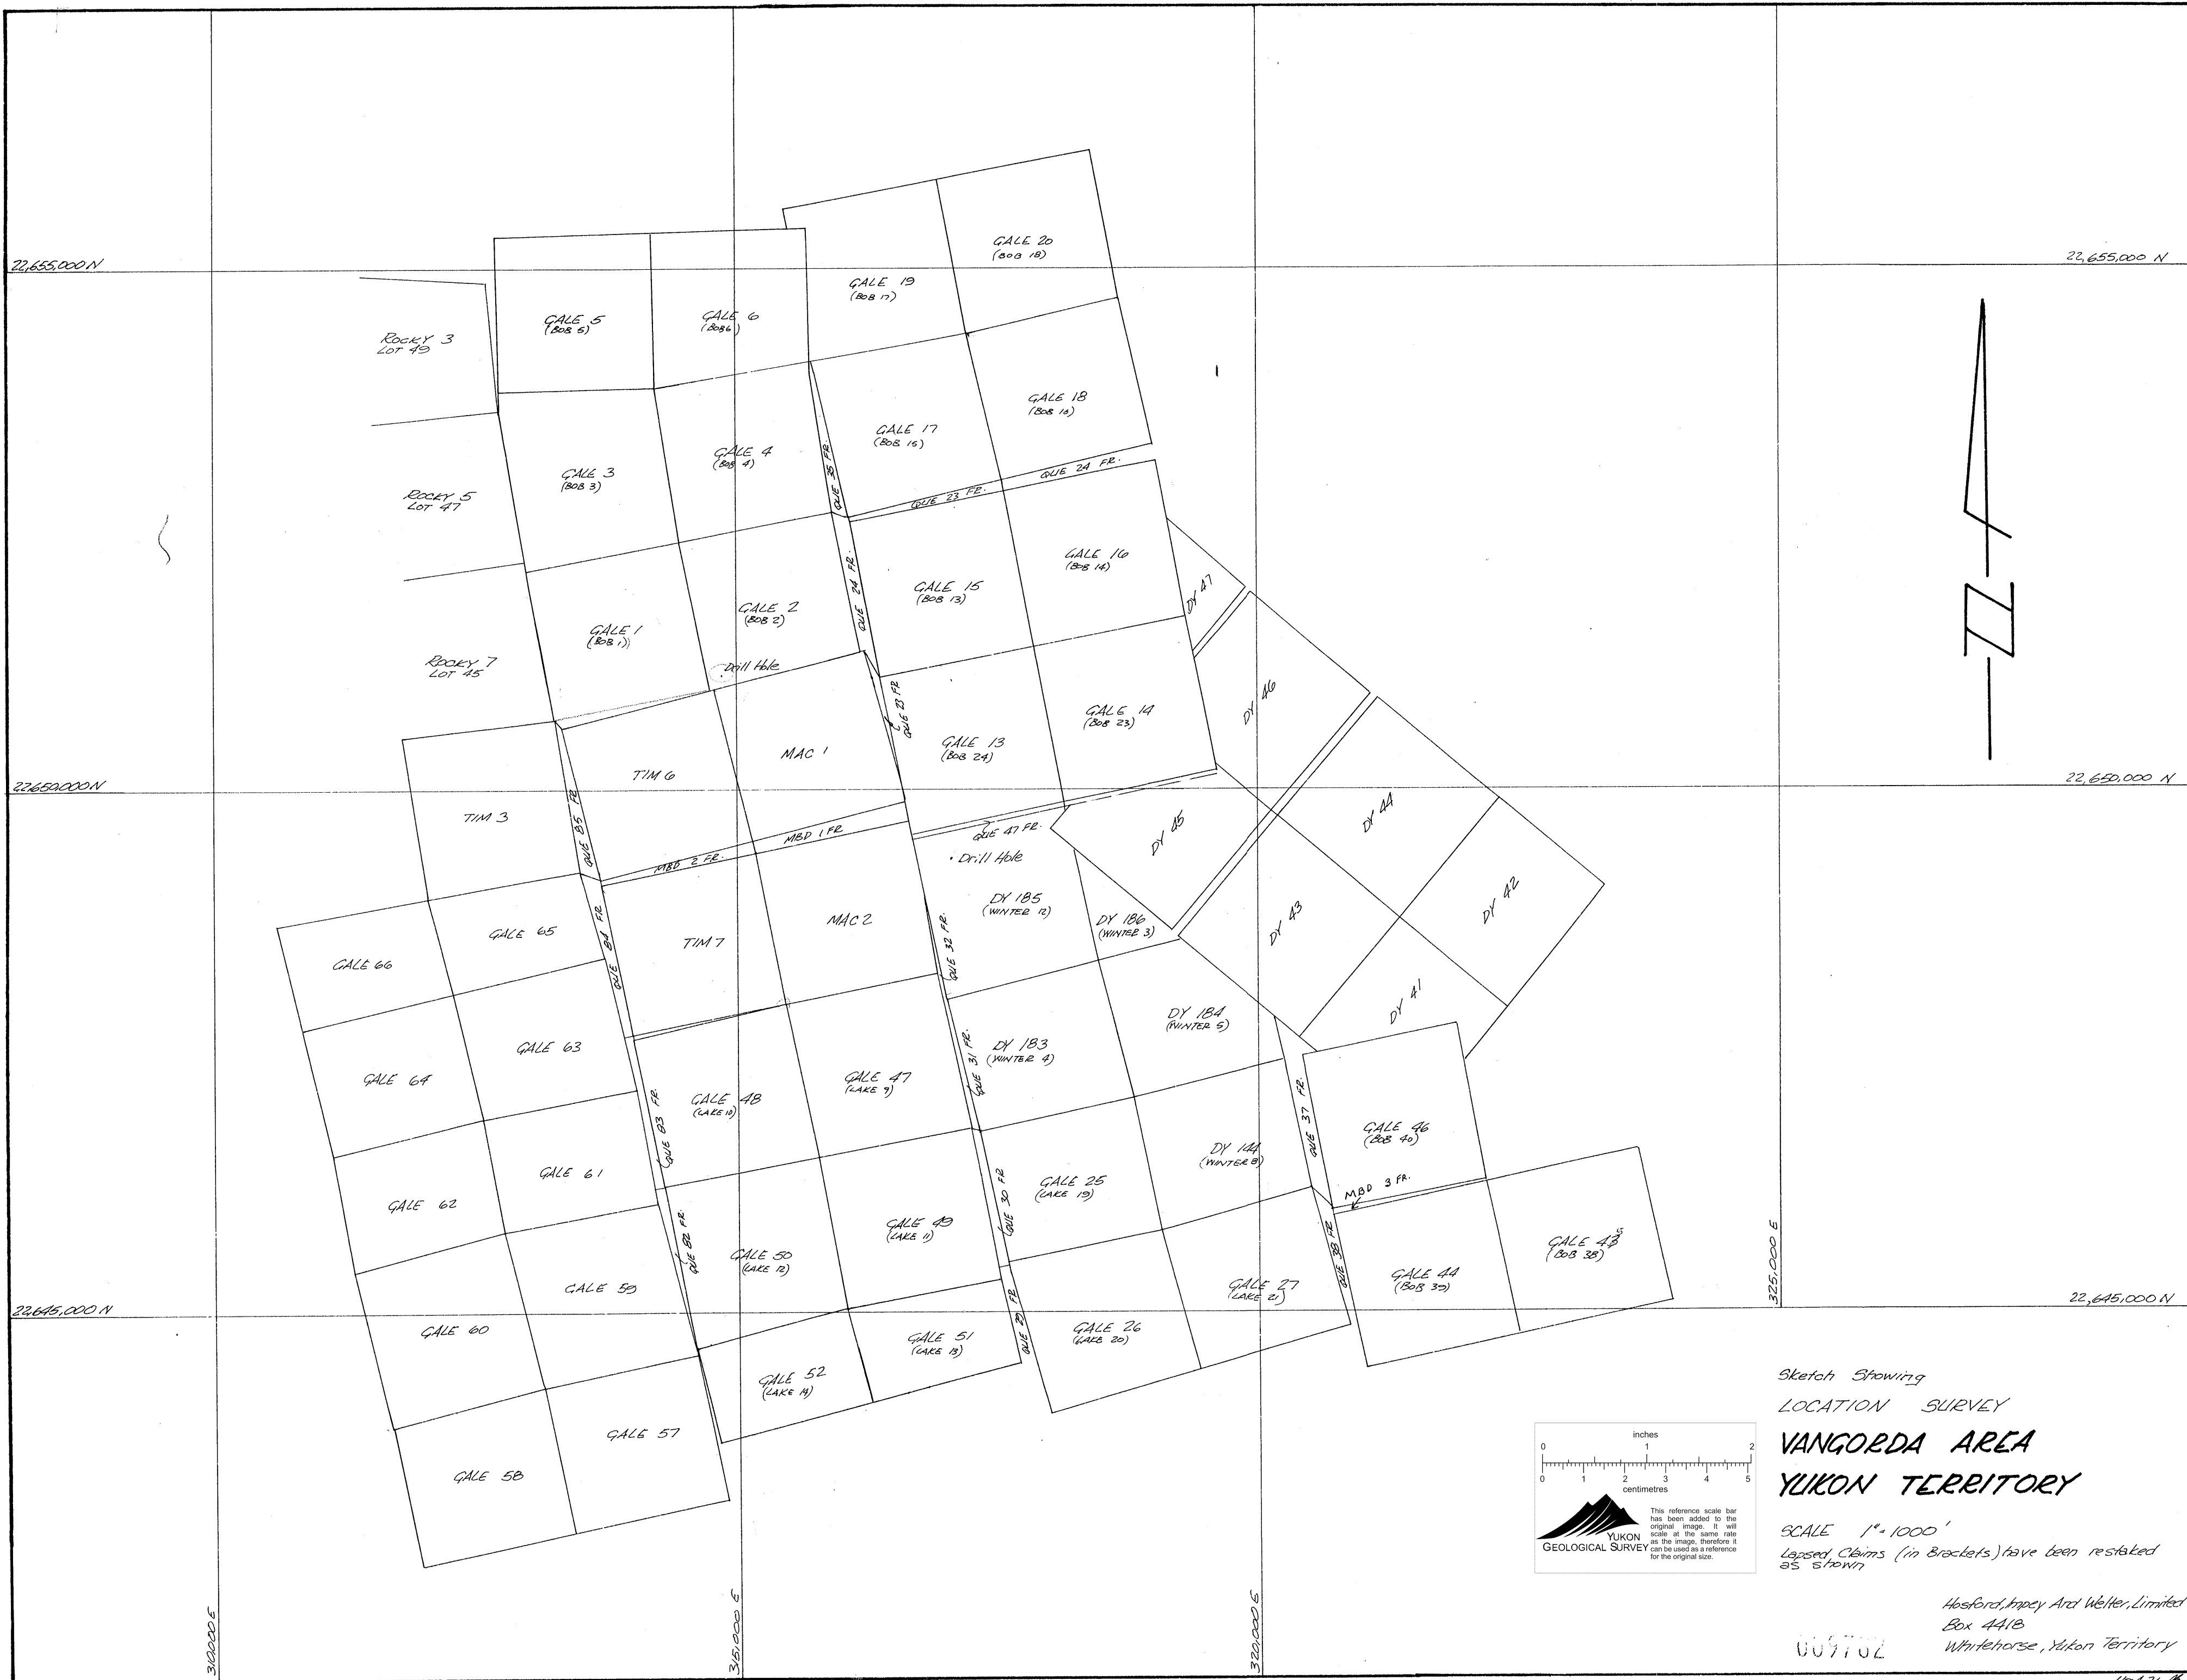 GALE 20
(BOB 18)
22,655,000 N
22,655,000 N
GALE 19
(BOB 17)
GALE 5
(BOB 5)
GALE 6
(BOB 6)
ROCKY 3
LOT 49
GALE 18
(BOB 16)
GALE 17
(BOB 15)
GALE 4
(BOB 4)
GALE 3
(BOB 3)
QUE 35 FR.
QUE 24 FR.
QUE 23 FR.
ROCKY 5
LOT 47
GALE 16
(BOB 14)
GALE 15
(BOB 13)
DY 47
QUE 24 FR.
GALE 2
(BOB 2)
GALE 1
(BOB 1)
Drill Hole
ROCKY 7
LOT 45
QUE 23 FR
DY 46
GALE 14
(BOB 23)
GALE 13
(BOB 24)
MAC 1
TIM 6
22,650,000 N
22,650,000 N
TIM 3
QUE 85 FR
MBD 1 FR
MBD 2 FR.
QUE 47 FR.
Drill Hole
DY 45
DY 44
DY 185
(WINTER 12)
DY 186
(WINTER 3)
DY 43
DY 42
MAC 2
TIM 7
QUE 32 FR.
QUE 84 FR
GALE 65
GALE 66
DY 41
DY 184
(WINTER 5)
DY 183
(WINTER 4)
QUE 31 FR.
GALE 63
GALE 64
GALE 47
(LAKE 9)
GALE 48
(LAKE 10)
QUE 83 FR.
QUE 37 FR.
GALE 46
(BOB 40)
DY 144
(WINTER 8)
MBD 3 FR.
GALE 25
(LAKE 19)
QUE 30 FR
GALE 61
GALE 62
GALE 49
(LAKE 11)
GALE 50
(LAKE 12)
QUE 82 FR.
QUE 38 FR
GALE 45
(BOB 38)
GALE 44
(BOB 39)
GALE 27
(LAKE 21)
GALE 59
325,000 E
22,645,000 N
22,645,000 N
QUE 29 FR
GALE 26
(LAKE 20)
GALE 51
(LAKE 13)
GALE 60
GALE 52
(LAKE 14)
GALE 57
GALE 58
310,000 E
315,000 E
320,000 E
Sketch Showing
LOCATION SURVEY
VANGORDA AREA
YUKON TERRITORY
SCALE 1"=1000'
Lapsed Claims (in Brackets) have been restaked
as shown
Hosford, Impey And Welter, Limited
Box 4418
Whitehorse, Yukon Territory
inches
0 1 2
0 1 2 3 4 5
centimetres
YUKON
GEOLOGICAL SURVEY
This reference scale bar
has been added to the
original image. It will
scale at the same rate
as the image, therefore it
can be used as a reference
for the original size.
009702